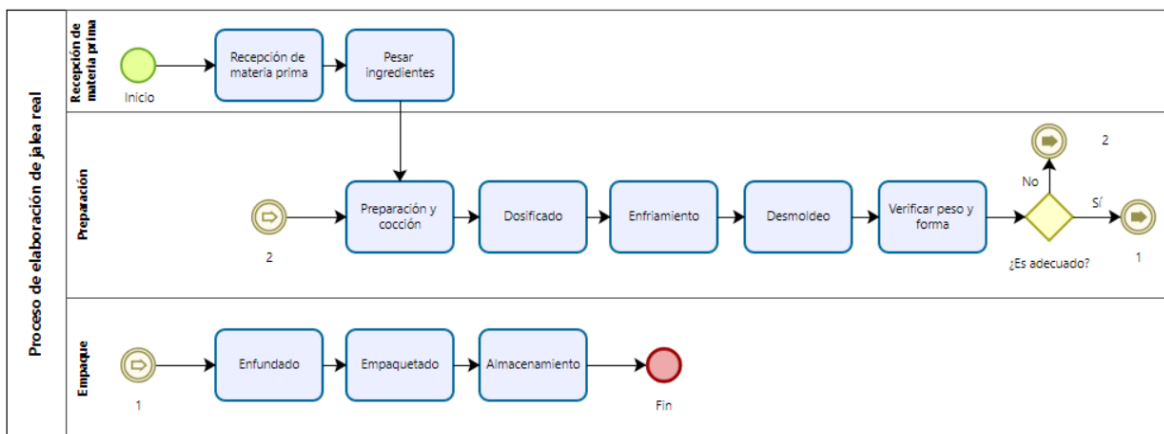 Proceso de elaboración de jalea real
Recepción de
materia prima
Inicio
Recepción de
materia prima
Pesar
ingredientes
Preparación
2
Preparación y
cocción
Dosificado
Enfriamiento
Desmoldeo
Verificar peso y
forma
¿Es adecuado?
No
2
Sí
1
Empaque
1
Enfundado
Empaquetado
Almacenamiento
Fin